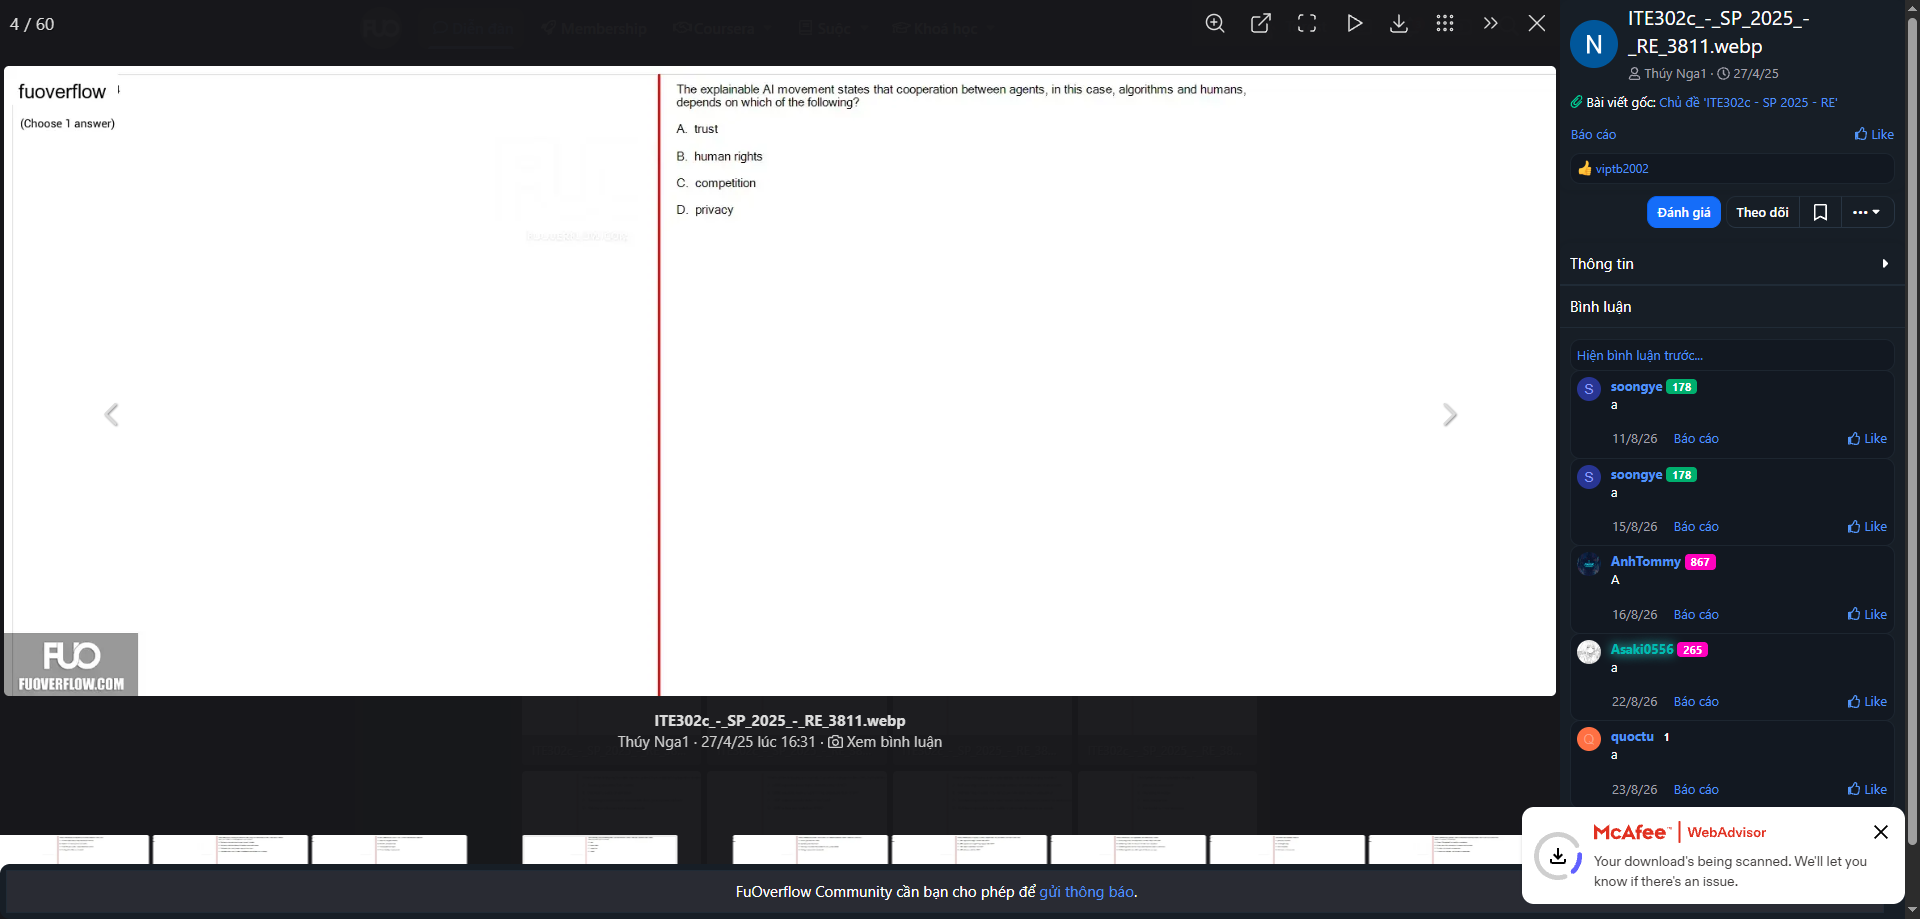 4 / 60
Membership
Coursera
fuoverflow
(Choose 1 answer)
The explainable AI movement states that cooperation between agents, in this case, algorithms and humans,
depends on which of the following?
A. trust
B. human rights
C. competition
D. privacy
FUO
FUOVERFLOW.COM
ITE302c_-_SP_2025_-_RE_3811.webp
Thúy Nga1 · 27/4/25 lúc 16:31 · Xem bình luận
FuOverflow Community cần bạn cho phép để gửi thông báo.
N
ITE302c_-_SP_2025_-
_RE_3811.webp
Thúy Nga1 · 27/4/25
Bài viết gốc: Chủ đề 'ITE302c - SP 2025 - RE'
Báo cáo Like
viptb2002
Đánh giá Theo dõi
Thông tin
Bình luận
Hiện bình luận trước...
S soongye 178
a
11/8/26 Báo cáo Like
S soongye 178
a
15/8/26 Báo cáo Like
AnhTommy 867
A
16/8/26 Báo cáo Like
Asaki0556 265
a
22/8/26 Báo cáo Like
Q quoctu 1
a
23/8/26 Báo cáo Like
McAfee™ | WebAdvisor
Your download's being scanned. We'll let you
know if there's an issue.